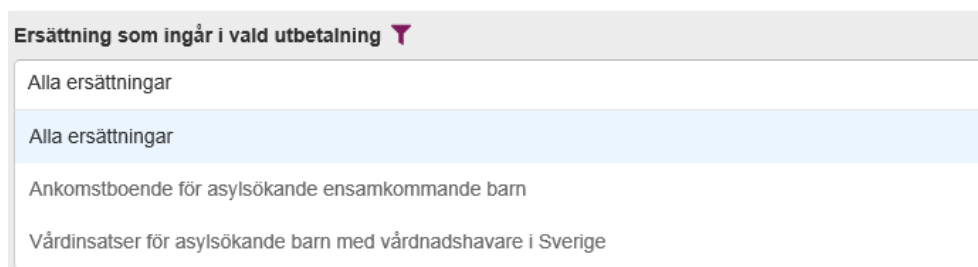 Ersättning som ingår i vald utbetalning
Alla ersättningar
Alla ersättningar
Ankomstboende för asylsökande ensamkommande barn
Vårdinsatser för asylsökande barn med vårdnadshavare i Sverige